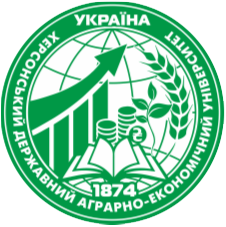 УКРАЇНА
ХЕРСОНСЬКИЙ ДЕРЖАВНИЙ АГРАРНО-ЕКОНОМІЧНИЙ УНІВЕРСИТЕТ
1874